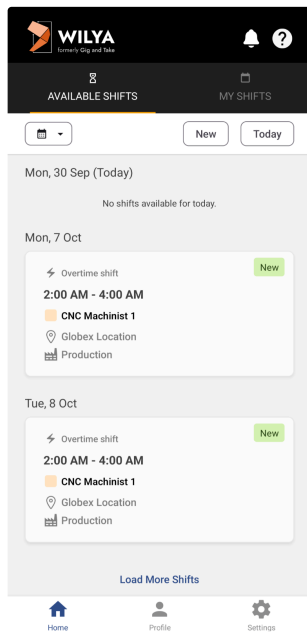 WILYA
formerly Gig and Take
AVAILABLE SHIFTS
MY SHIFTS
New
Today
Mon, 30 Sep (Today)
No shifts available for today.
Mon, 7 Oct
Overtime shift
New
2:00 AM - 4:00 AM
CNC Machinist 1
Globex Location
Production
Tue, 8 Oct
Overtime shift
New
2:00 AM - 4:00 AM
CNC Machinist 1
Globex Location
Production
Load More Shifts
Home
Profile
Settings